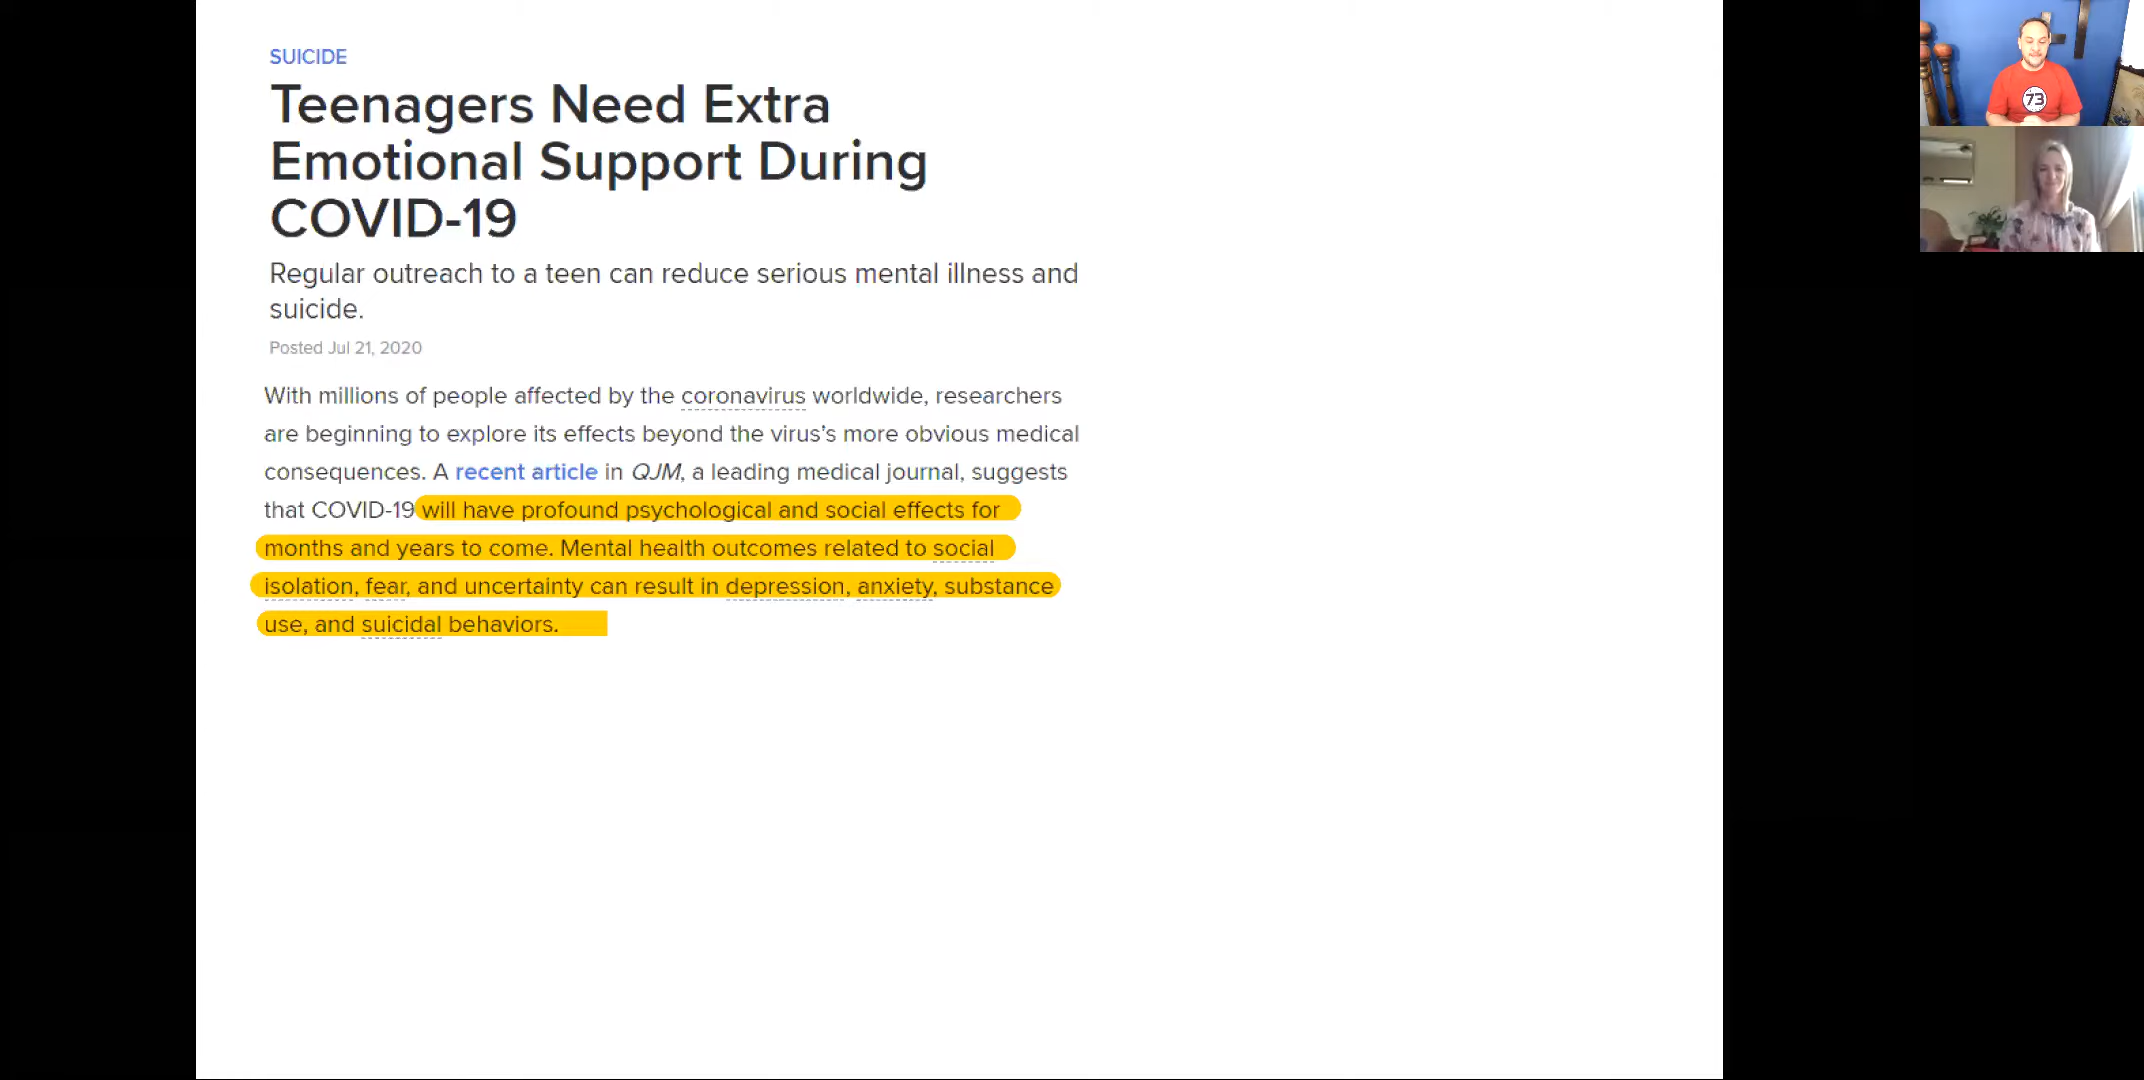 SUICIDE
Teenagers Need Extra
Emotional Support During
COVID-19
Regular outreach to a teen can reduce serious mental illness and
suicide.
Posted Jul 21, 2020
With millions of people affected by the coronavirus worldwide, researchers
are beginning to explore its effects beyond the virus's more obvious medical
consequences. A recent article in QJM, a leading medical journal, suggests
that COVID-19 will have profound psychological and social effects for
months and years to come. Mental health outcomes related to social
isolation, fear, and uncertainty can result in depression, anxiety, substance
use, and suicidal behaviors.
73